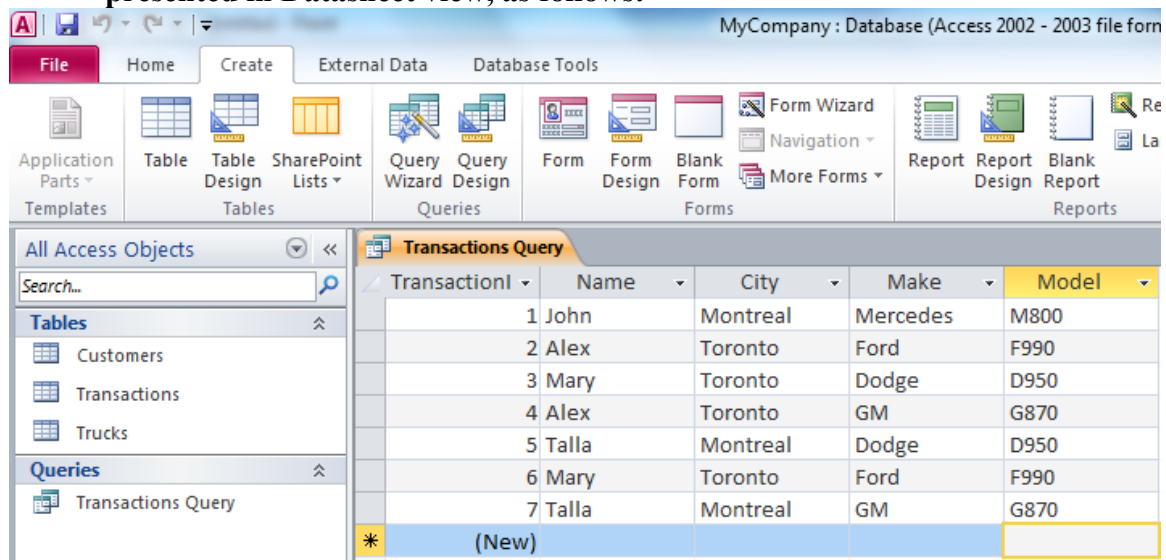 presented in Datasheet view, as follows.
A
MyCompany : Database (Access 2002 - 2003 file form
File Home Create External Data Database Tools
Application Parts
Table
Table Design
SharePoint Lists
Query Wizard
Query Design
Form
Form Design
Blank Form
Form Wizard
Navigation
More Forms
Report
Report Design
Blank Report
Re
La
Templates Tables Queries Forms Reports
All Access Objects
Search...
Tables
Customers
Transactions
Trucks
Queries
Transactions Query
Transactions Query
TransactionI Name City Make Model
1 John Montreal Mercedes M800
2 Alex Toronto Ford F990
3 Mary Toronto Dodge D950
4 Alex Toronto GM G870
5 Talla Montreal Dodge D950
6 Mary Toronto Ford F990
7 Talla Montreal GM G870
* (New)